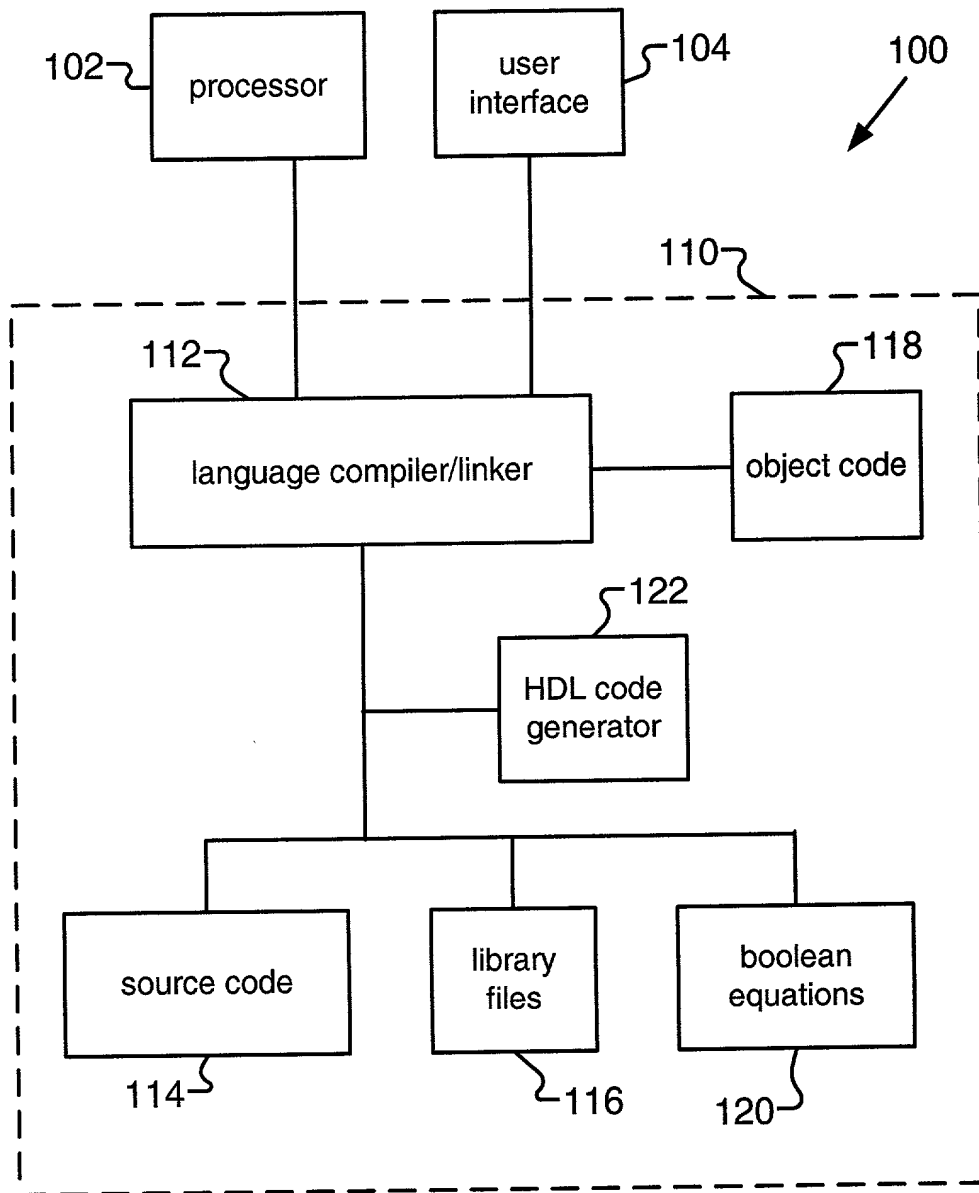 102
processor
user
interface
104
100
110
112
118
language compiler/linker
object code
122
HDL code
generator
source code
library
files
boolean
equations
114
116
120